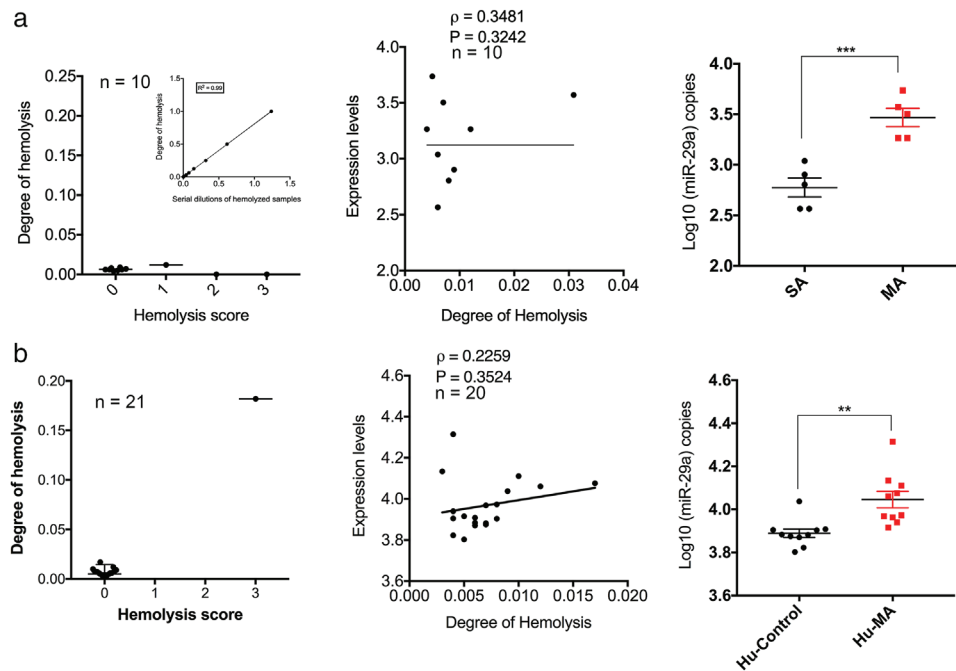 a
n = 10
Degree of hemolysis
0.25
0.20
0.15
0.10
0.05
0.00
0 1 2 3
Hemolysis score
R² = 0.99
Degree of hemolysis
1.5
1.0
0.5
0.0
0.0 0.5 1.0 1.5
Serial dilutions of hemolyzed samples
ρ = 0.3481
P = 0.3242
n = 10
Expression levels
4.0
3.5
3.0
2.5
2.0
0.00 0.01 0.02 0.03 0.04
Degree of Hemolysis
***
Log10 (miR-29a) copies
4.0
3.5
3.0
2.5
2.0
SA MA
b
n = 21
Degree of hemolysis
0.20
0.15
0.10
0.05
0.00
0 1 2 3
Hemolysis score
ρ = 0.2259
P = 0.3524
n = 20
Expression levels
4.6
4.4
4.2
4.0
3.8
3.6
0.000 0.005 0.010 0.015 0.020
Degree of Hemolysis
**
Log10 (miR-29a) copies
4.6
4.4
4.2
4.0
3.8
3.6
Hu-Control Hu-MA